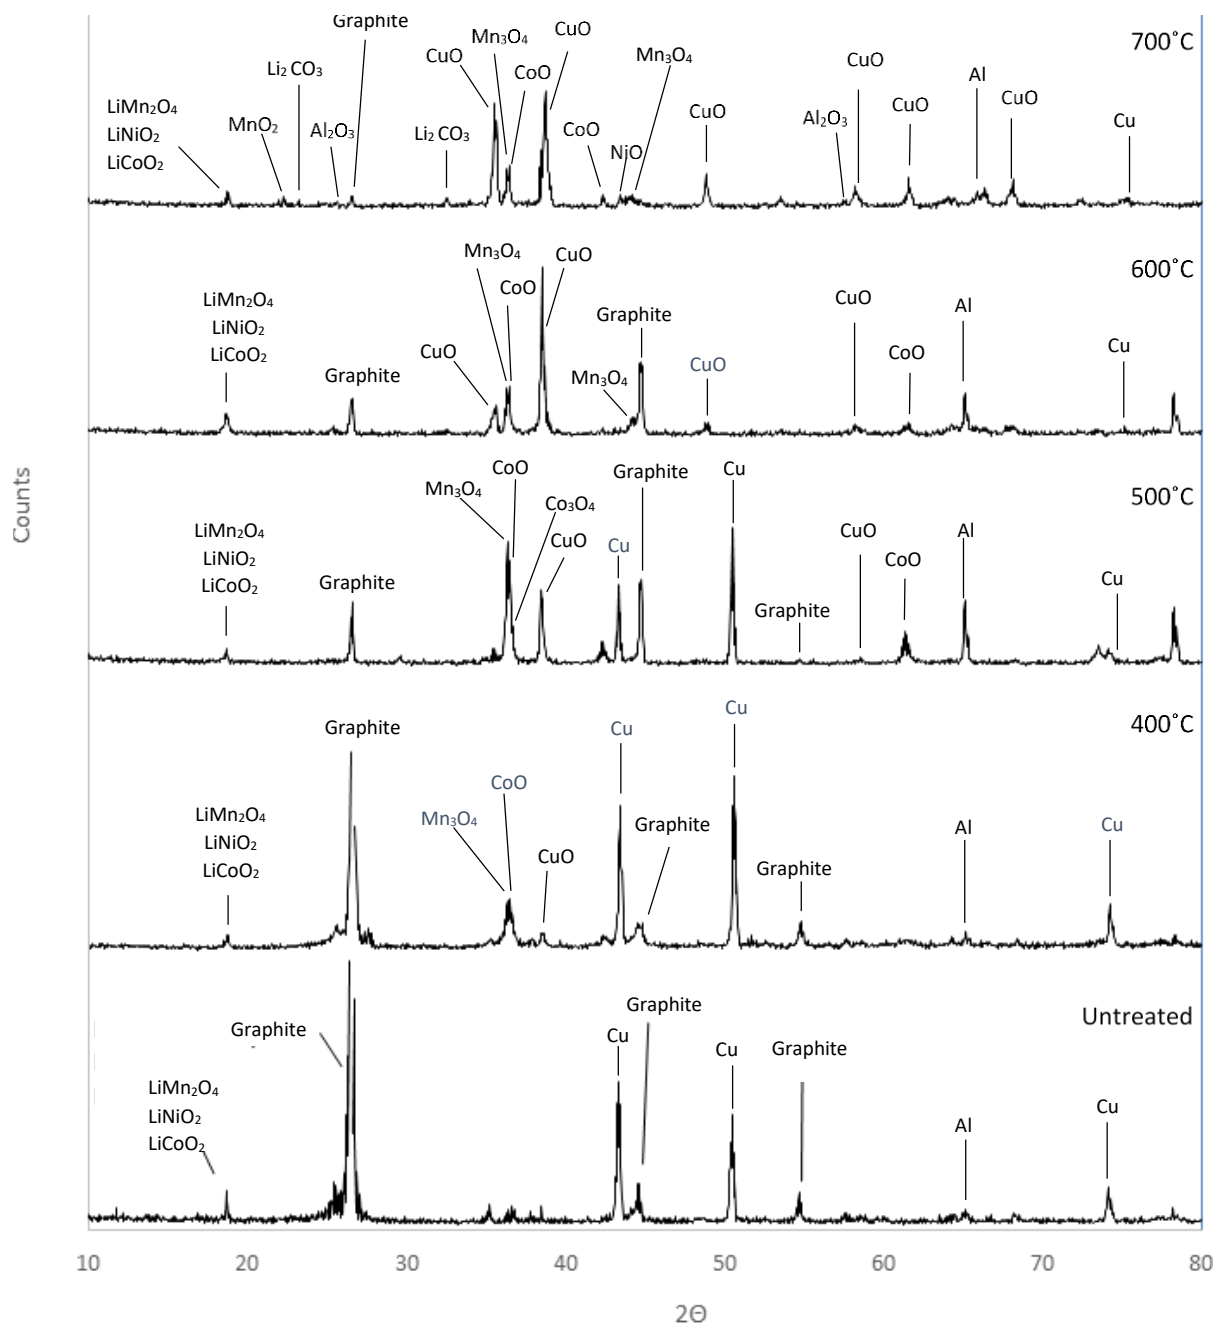 Graphite
700˚C
CuO
Mn₃O₄
CuO
Mn₃O₄
CoO
Li₂ CO₃
CuO
Al
CuO
CuO
CuO
LiMn₂O₄
LiNiO₂
LiCoO₂
MnO₂
Al₂O₃
Li₂ CO₃
CoO
NiO
Al₂O₃
Cu
600˚C
Mn₃O₄
CuO
CoO
LiMn₂O₄
LiNiO₂
LiCoO₂
Graphite
CuO
Al
CuO
CoO
Cu
Graphite
CuO
Mn₃O₄
500˚C
CoO
Graphite
Cu
Mn₃O₄
Co₃O₄
LiMn₂O₄
LiNiO₂
LiCoO₂
CuO
Cu
CuO
Al
CoO
Graphite
Graphite
Cu
Counts
400˚C
Graphite
Cu
Cu
CoO
LiMn₂O₄
LiNiO₂
LiCoO₂
Mn₃O₄
Graphite
Al
Cu
CuO
Graphite
Untreated
Graphite
Graphite
Cu
Cu
Graphite
LiMn₂O₄
LiNiO₂
LiCoO₂
Al
Cu
10 20 30 40 50 60 70 80
2Θ